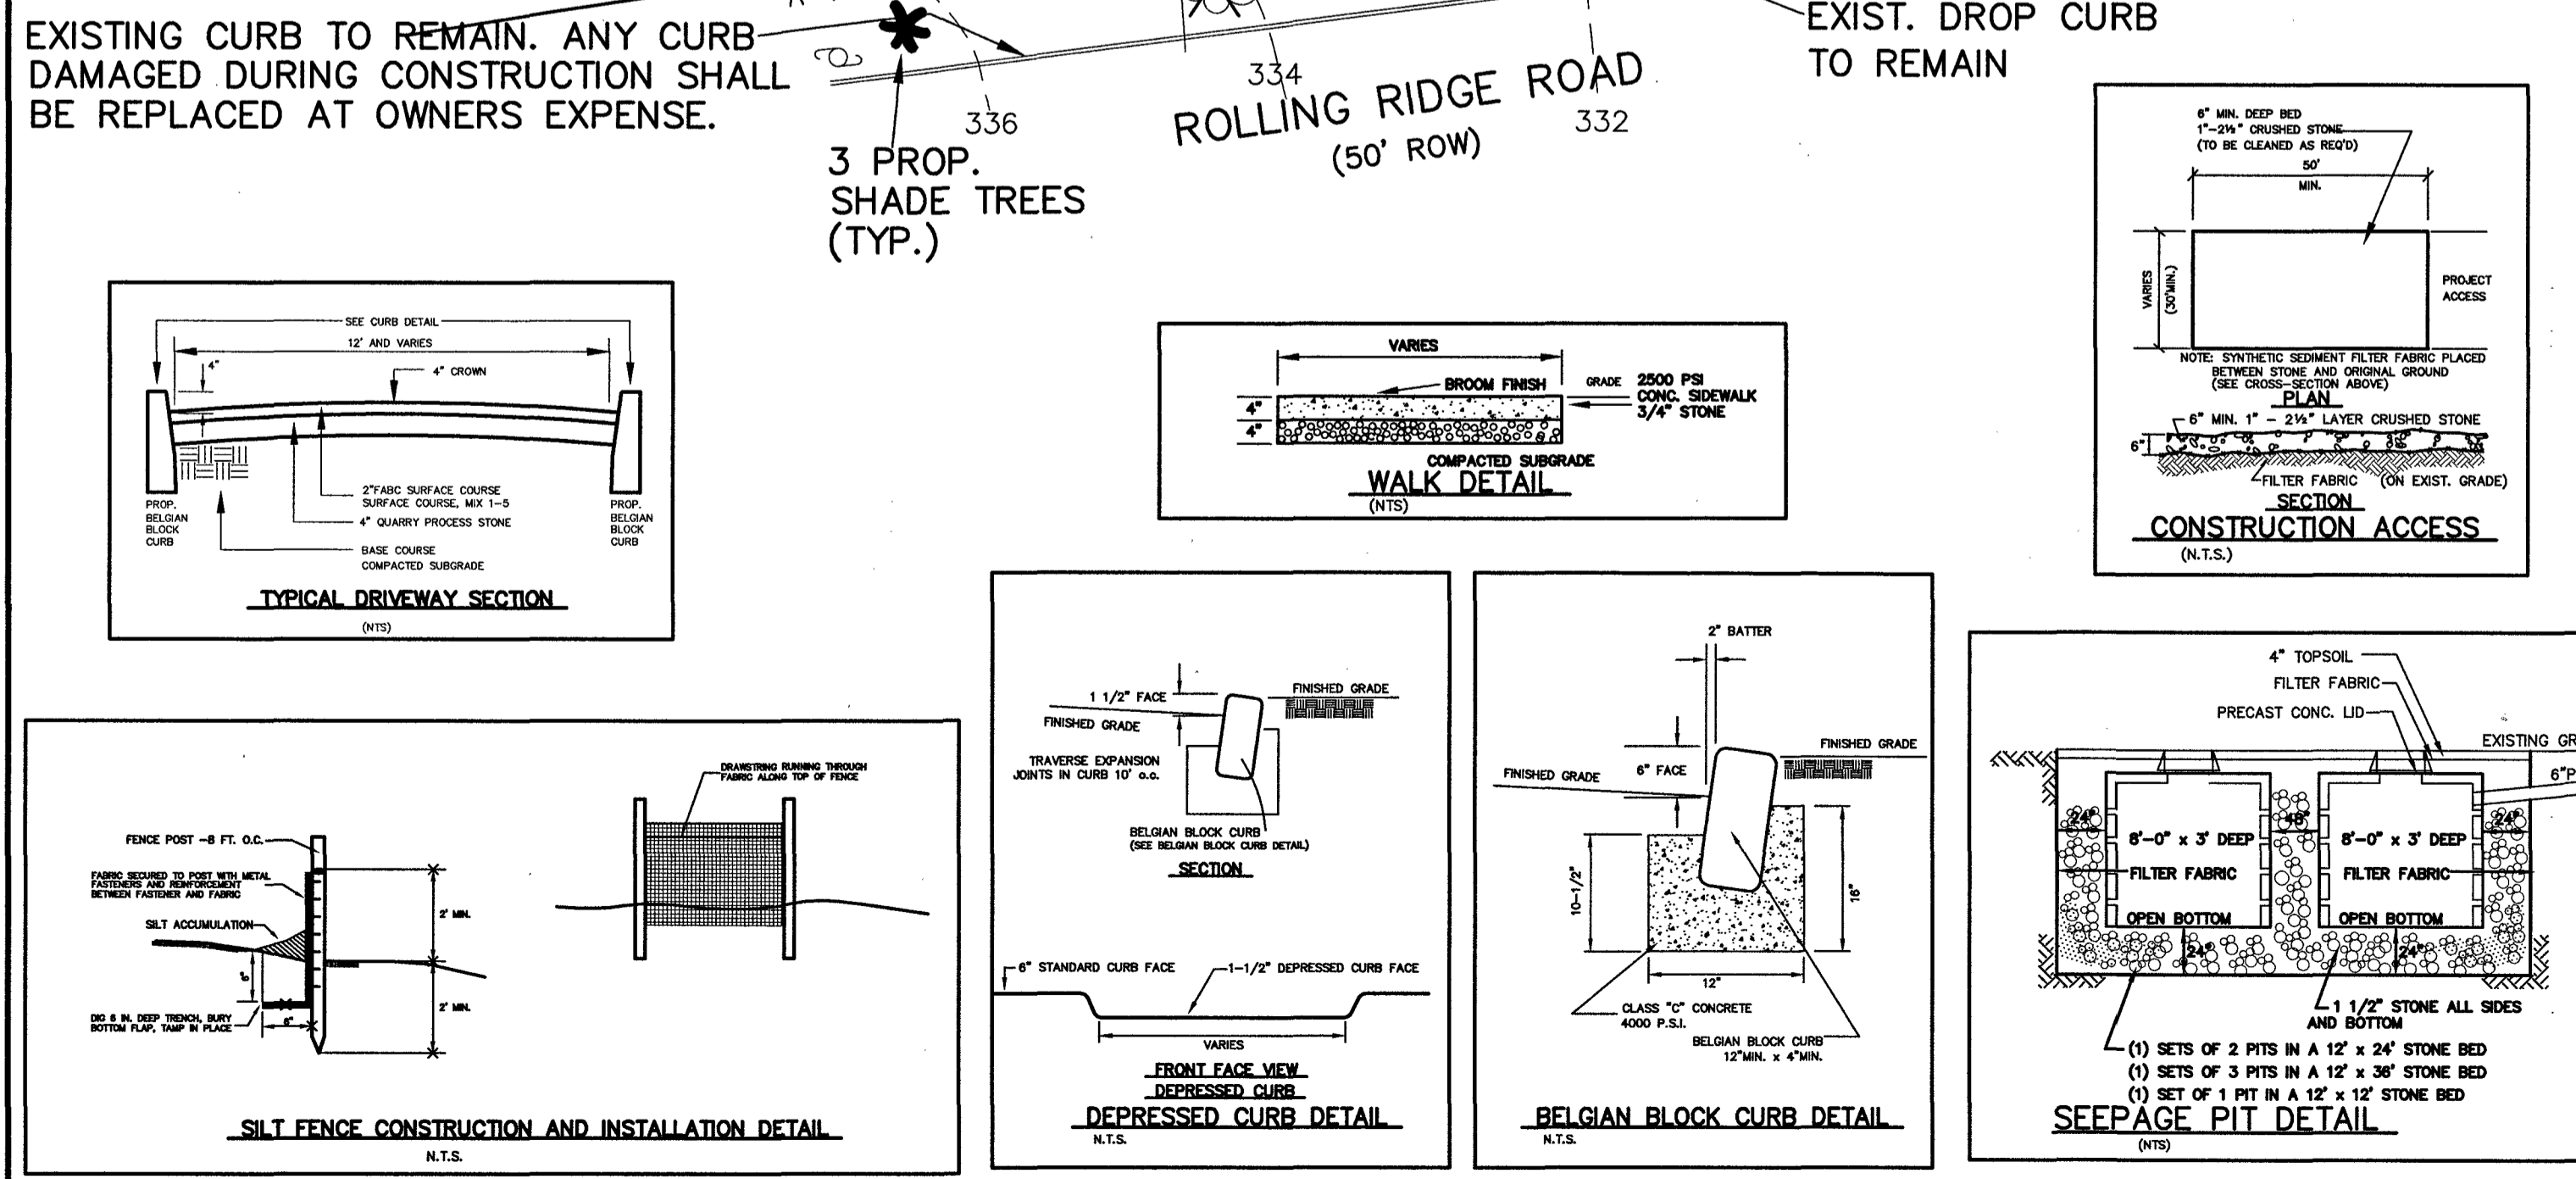 EXISTING CURB TO REMAIN. ANY CURB
DAMAGED DURING CONSTRUCTION SHALL
BE REPLACED AT OWNERS EXPENSE.
336
334
332
ROLLING RIDGE ROAD
(50' ROW)
3 PROP.
SHADE TREES
(TYP.)
EXIST. DROP CURB
TO REMAIN
SEE CURB DETAIL
12' AND VARIES
4"
4" CROWN
2"FABC SURFACE COURSE
SURFACE COURSE, MIX 1-5
4" QUARRY PROCESS STONE
BASE COURSE
COMPACTED SUBGRADE
PROP.
BELGIAN
BLOCK
CURB
PROP.
BELGIAN
BLOCK
CURB
TYPICAL DRIVEWAY SECTION
(NTS)
VARIES
BROOM FINISH
GRADE
2500 PSI
CONC. SIDEWALK
3/4" STONE
4"
4"
COMPACTED SUBGRADE
WALK DETAIL
(NTS)
6" MIN. DEEP BED
1"-2½" CRUSHED STONE
(TO BE CLEANED AS REQ'D)
50'
MIN.
VARIES
(30'MIN.)
PROJECT
ACCESS
NOTE: SYNTHETIC SEDIMENT FILTER FABRIC PLACED
BETWEEN STONE AND ORIGINAL GROUND
(SEE CROSS-SECTION ABOVE)
PLAN
6" MIN. 1" - 2½" LAYER CRUSHED STONE
6"
FILTER FABRIC (ON EXIST. GRADE)
SECTION
CONSTRUCTION ACCESS
(N.T.S.)
DRAWSTRING RUNNING THROUGH
FABRIC ALONG TOP OF FENCE
FENCE POST -8 FT. O.C.
FABRIC SECURED TO POST WITH METAL
FASTENERS AND REINFORCEMENT
BETWEEN FASTENER AND FABRIC
SILT ACCUMULATION
2' MIN.
2' MIN.
6"
6"
DIG 6 IN. DEEP TRENCH, BURY
BOTTOM FLAP, TAMP IN PLACE
SILT FENCE CONSTRUCTION AND INSTALLATION DETAIL
N.T.S.
1 1/2" FACE
FINISHED GRADE
FINISHED GRADE
TRAVERSE EXPANSION
JOINTS IN CURB 10' o.c.
BELGIAN BLOCK CURB
(SEE BELGIAN BLOCK CURB DETAIL)
SECTION
6" STANDARD CURB FACE
1-1/2" DEPRESSED CURB FACE
VARIES
FRONT FACE VIEW
DEPRESSED CURB
DEPRESSED CURB DETAIL
N.T.S.
2" BATTER
FINISHED GRADE
6" FACE
FINISHED GRADE
10-1/2"
16"
12"
CLASS "C" CONCRETE
4000 P.S.I.
BELGIAN BLOCK CURB
12"MIN. x 4"MIN.
BELGIAN BLOCK CURB DETAIL
N.T.S.
4" TOPSOIL
FILTER FABRIC
PRECAST CONC. LID
EXISTING GR
6"P
24"
48"
24"
8'-0" x 3' DEEP
8'-0" x 3' DEEP
FILTER FABRIC
FILTER FABRIC
OPEN BOTTOM
OPEN BOTTOM
24"
24"
1 1/2" STONE ALL SIDES
AND BOTTOM
(1) SETS OF 2 PITS IN A 12' x 24' STONE BED
(1) SETS OF 3 PITS IN A 12' x 36' STONE BED
(1) SET OF 1 PIT IN A 12' x 12' STONE BED
SEEPAGE PIT DETAIL
(NTS)